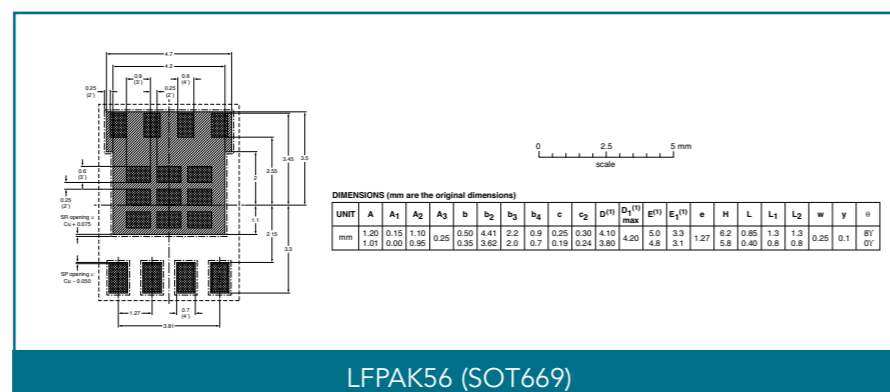 4.7
4.2
0.9
(3')
0.6
(4')
0.25
(2')
0.25
(2')
3.45
3.5
2.55
2
0.6
(3')
0.25
(2')
SR opening =
Cu + 0.075
1.1
2.15
3.3
SP opening =
Cu – 0.050
1.27
0.7
(4')
3.81
0 2.5 5 mm
scale
DIMENSIONS (mm are the original dimensions)
UNIT A A1 A2 A3 b b2 b3 b4 c c2 D(1) D1(1) max E(1) E1(1) e H L L1 L2 w y θ
mm 1.20 0.15 1.10 0.25 0.50 4.41 2.2 0.9 0.25 0.30 4.10 4.20 5.0 3.3 1.27 6.2 0.85 1.3 1.3 0.25 0.1 8½'
1.01 0.00 0.95 0.35 3.62 2.0 0.7 0.19 0.24 3.80 4.8 3.1 5.8 0.40 0.8 0.8 0½'
LFPAK56 (SOT669)